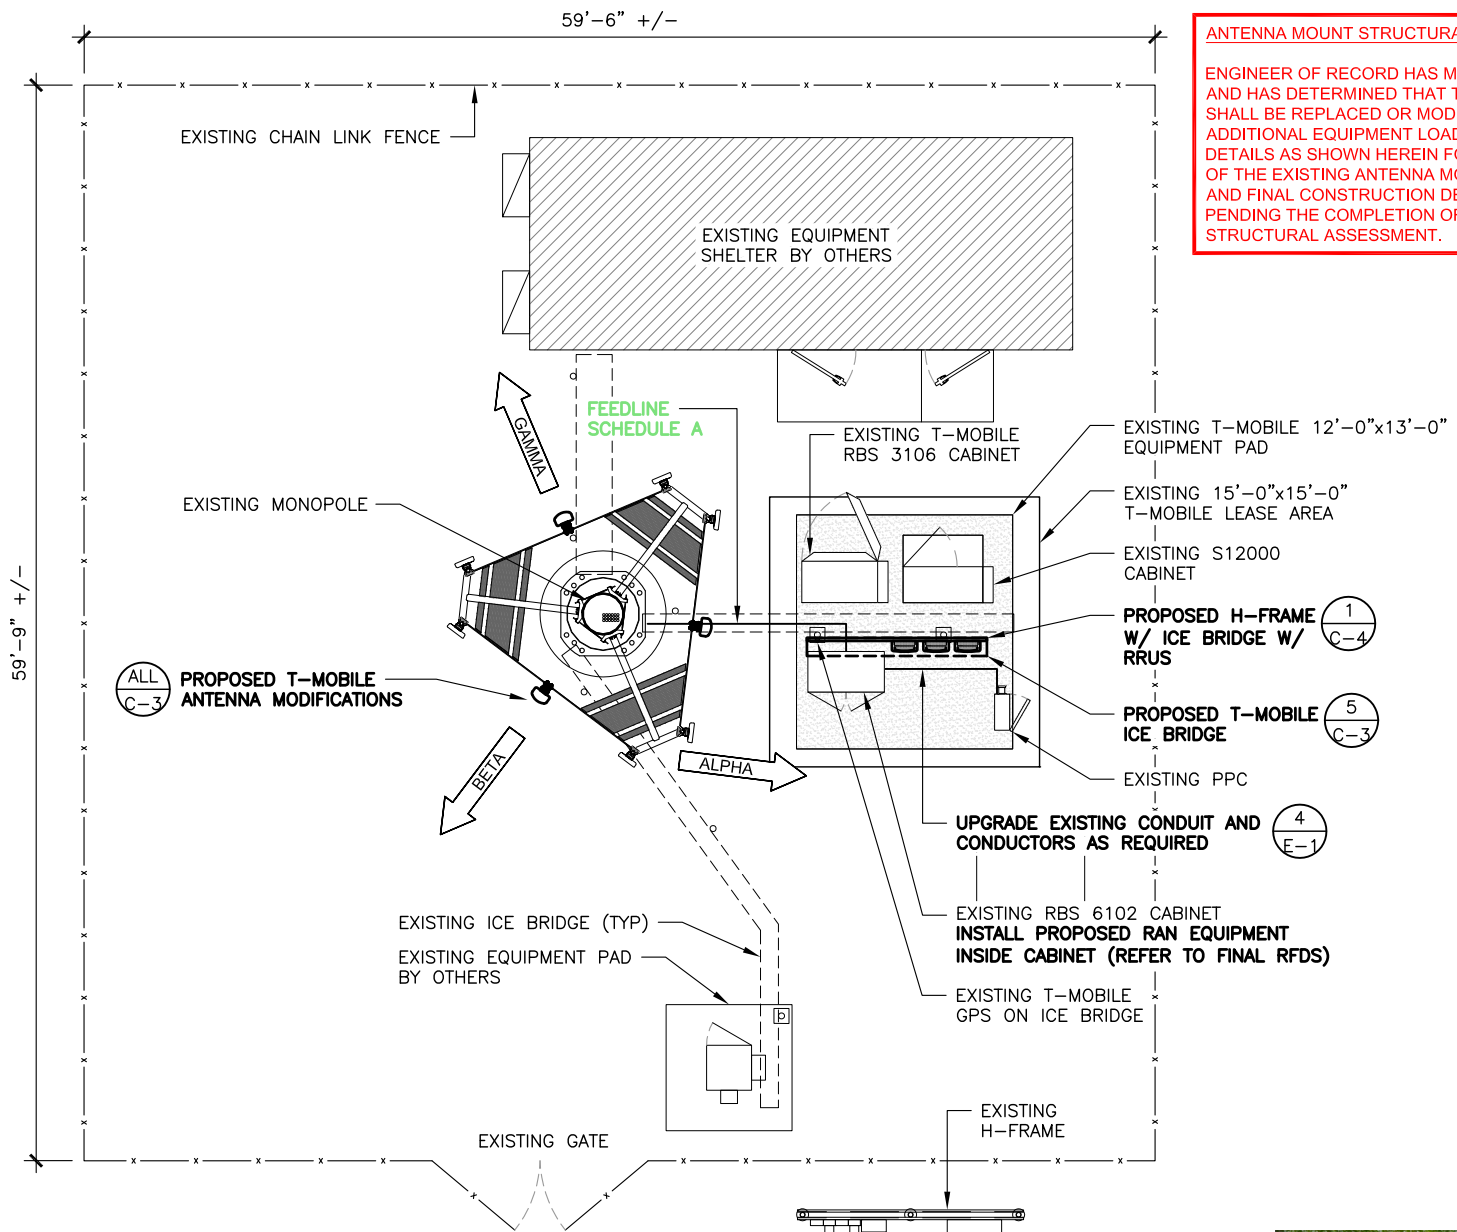 59'-6" +/-
59'-9" +/-
ANTENNA MOUNT STRUCTURA
ENGINEER OF RECORD HAS M
AND HAS DETERMINED THAT T
SHALL BE REPLACED OR MOD
ADDITIONAL EQUIPMENT LOAD
DETAILS AS SHOWN HEREIN FO
OF THE EXISTING ANTENNA MO
AND FINAL CONSTRUCTION DE
PENDING THE COMPLETION OF
STRUCTURAL ASSESSMENT.
EXISTING CHAIN LINK FENCE
EXISTING EQUIPMENT
SHELTER BY OTHERS
GAMMA
FEEDLINE
SCHEDULE A
EXISTING T-MOBILE
RBS 3106 CABINET
EXISTING T-MOBILE 12'-0"x13'-0"
EQUIPMENT PAD
EXISTING MONOPOLE
EXISTING 15'-0"x15'-0"
T-MOBILE LEASE AREA
EXISTING S12000
CABINET
PROPOSED H-FRAME
W/ ICE BRIDGE W/
RRUS
1
C-4
ALL
C-3
PROPOSED T-MOBILE
ANTENNA MODIFICATIONS
PROPOSED T-MOBILE
ICE BRIDGE
5
C-3
BETA
ALPHA
EXISTING PPC
UPGRADE EXISTING CONDUIT AND
CONDUCTORS AS REQUIRED
4
E-1
EXISTING RBS 6102 CABINET
INSTALL PROPOSED RAN EQUIPMENT
INSIDE CABINET (REFER TO FINAL RFDS)
EXISTING ICE BRIDGE (TYP)
EXISTING EQUIPMENT PAD
BY OTHERS
EXISTING T-MOBILE
GPS ON ICE BRIDGE
EXISTING GATE
EXISTING
H-FRAME